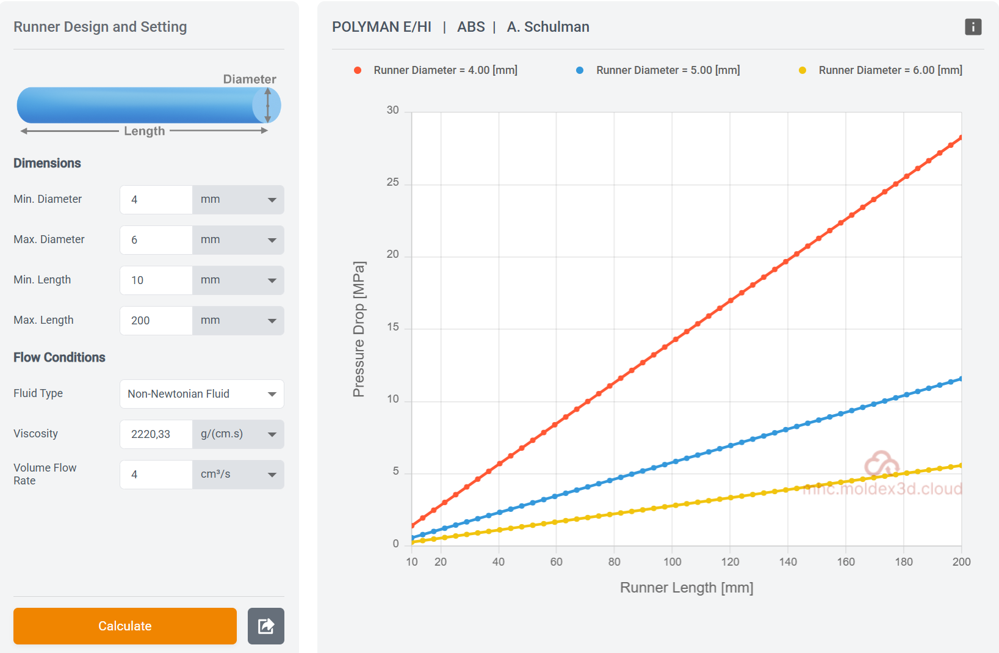 Runner Design and Setting
Diameter
Length
Dimensions
Min. Diameter 4 mm
Max. Diameter 6 mm
Min. Length 10 mm
Max. Length 200 mm
Flow Conditions
Fluid Type Non-Newtonian Fluid
Viscosity 2220,33 g/(cm.s)
Volume Flow
Rate 4 cm³/s
Calculate
POLYMAN E/HI | ABS | A. Schulman
i
Runner Diameter = 4.00 [mm] Runner Diameter = 5.00 [mm] Runner Diameter = 6.00 [mm]
Pressure Drop [MPa]
30
25
20
15
10
5
0
10 20 40 60 80 100 120 140 160 180 200
Runner Length [mm]
mhc.moldex3d.cloud